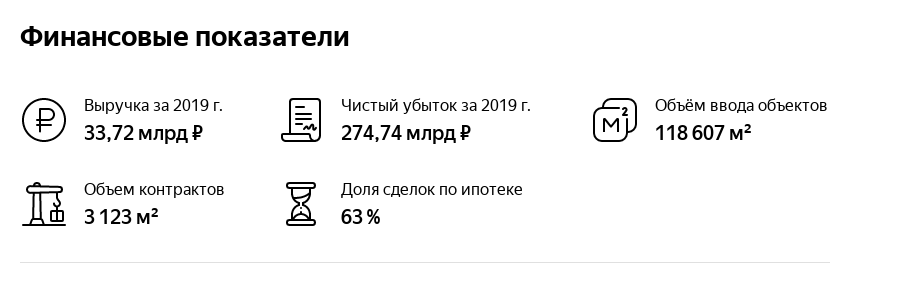 Финансовые показатели
Выручка за 2019 г.
33,72 млрд ₽
Чистый убыток за 2019 г.
274,74 млрд ₽
Объём ввода объектов
118 607 м²
Объем контрактов
3 123 м²
Доля сделок по ипотеке
63 %